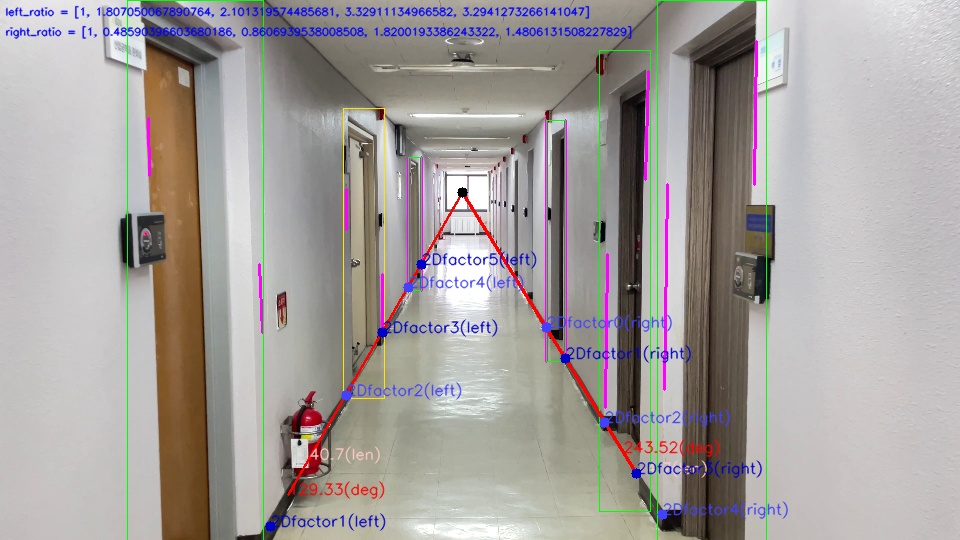 left_ratio = [1, 1.807050067890764, 2.101319574485681, 3.32911134966582, 3.2941273266141047]
right_ratio = [1, 0.48590396603680186, 0.8606939538008508, 1.8200193386243322, 1.4806131508227829]
2Dfactor5(left)
2Dfactor4(left)
2Dfactor0(right)
2Dfactor3(left)
2Dfactor1(right)
2Dfactor2(left)
2Dfactor2(right)
243.52(deg)
40.7(len)
2Dfactor3(right)
29.33(deg)
2Dfactor4(right)
2Dfactor1(left)